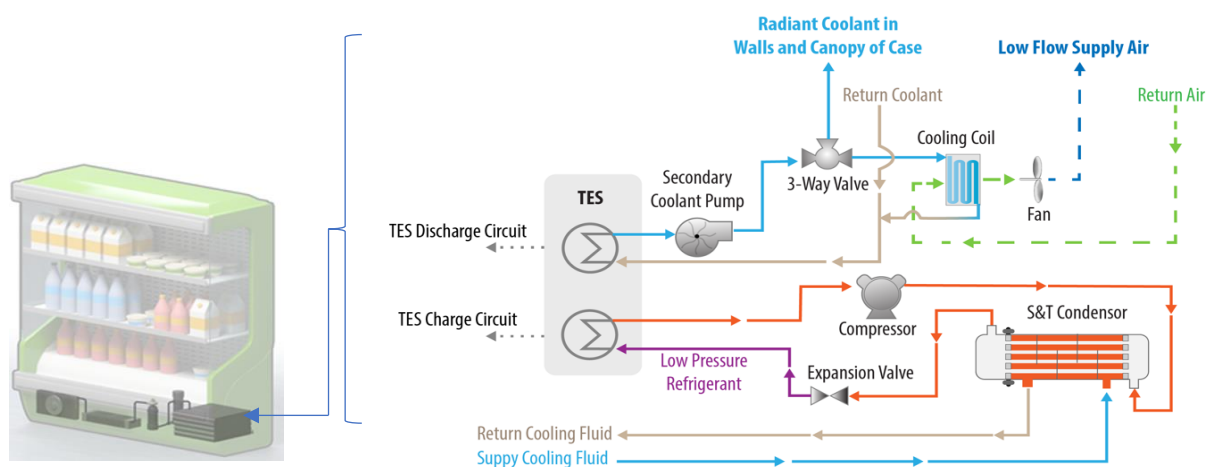 Radiant Coolant in
Walls and Canopy of Case
Low Flow Supply Air
Return Coolant
Return Air
Cooling Coil
3-Way Valve
Fan
Secondary
Coolant Pump
TES
TES Discharge Circuit
TES Charge Circuit
Compressor
S&T Condensor
Low Pressure
Refrigerant
Expansion Valve
Return Cooling Fluid
Suppy Cooling Fluid